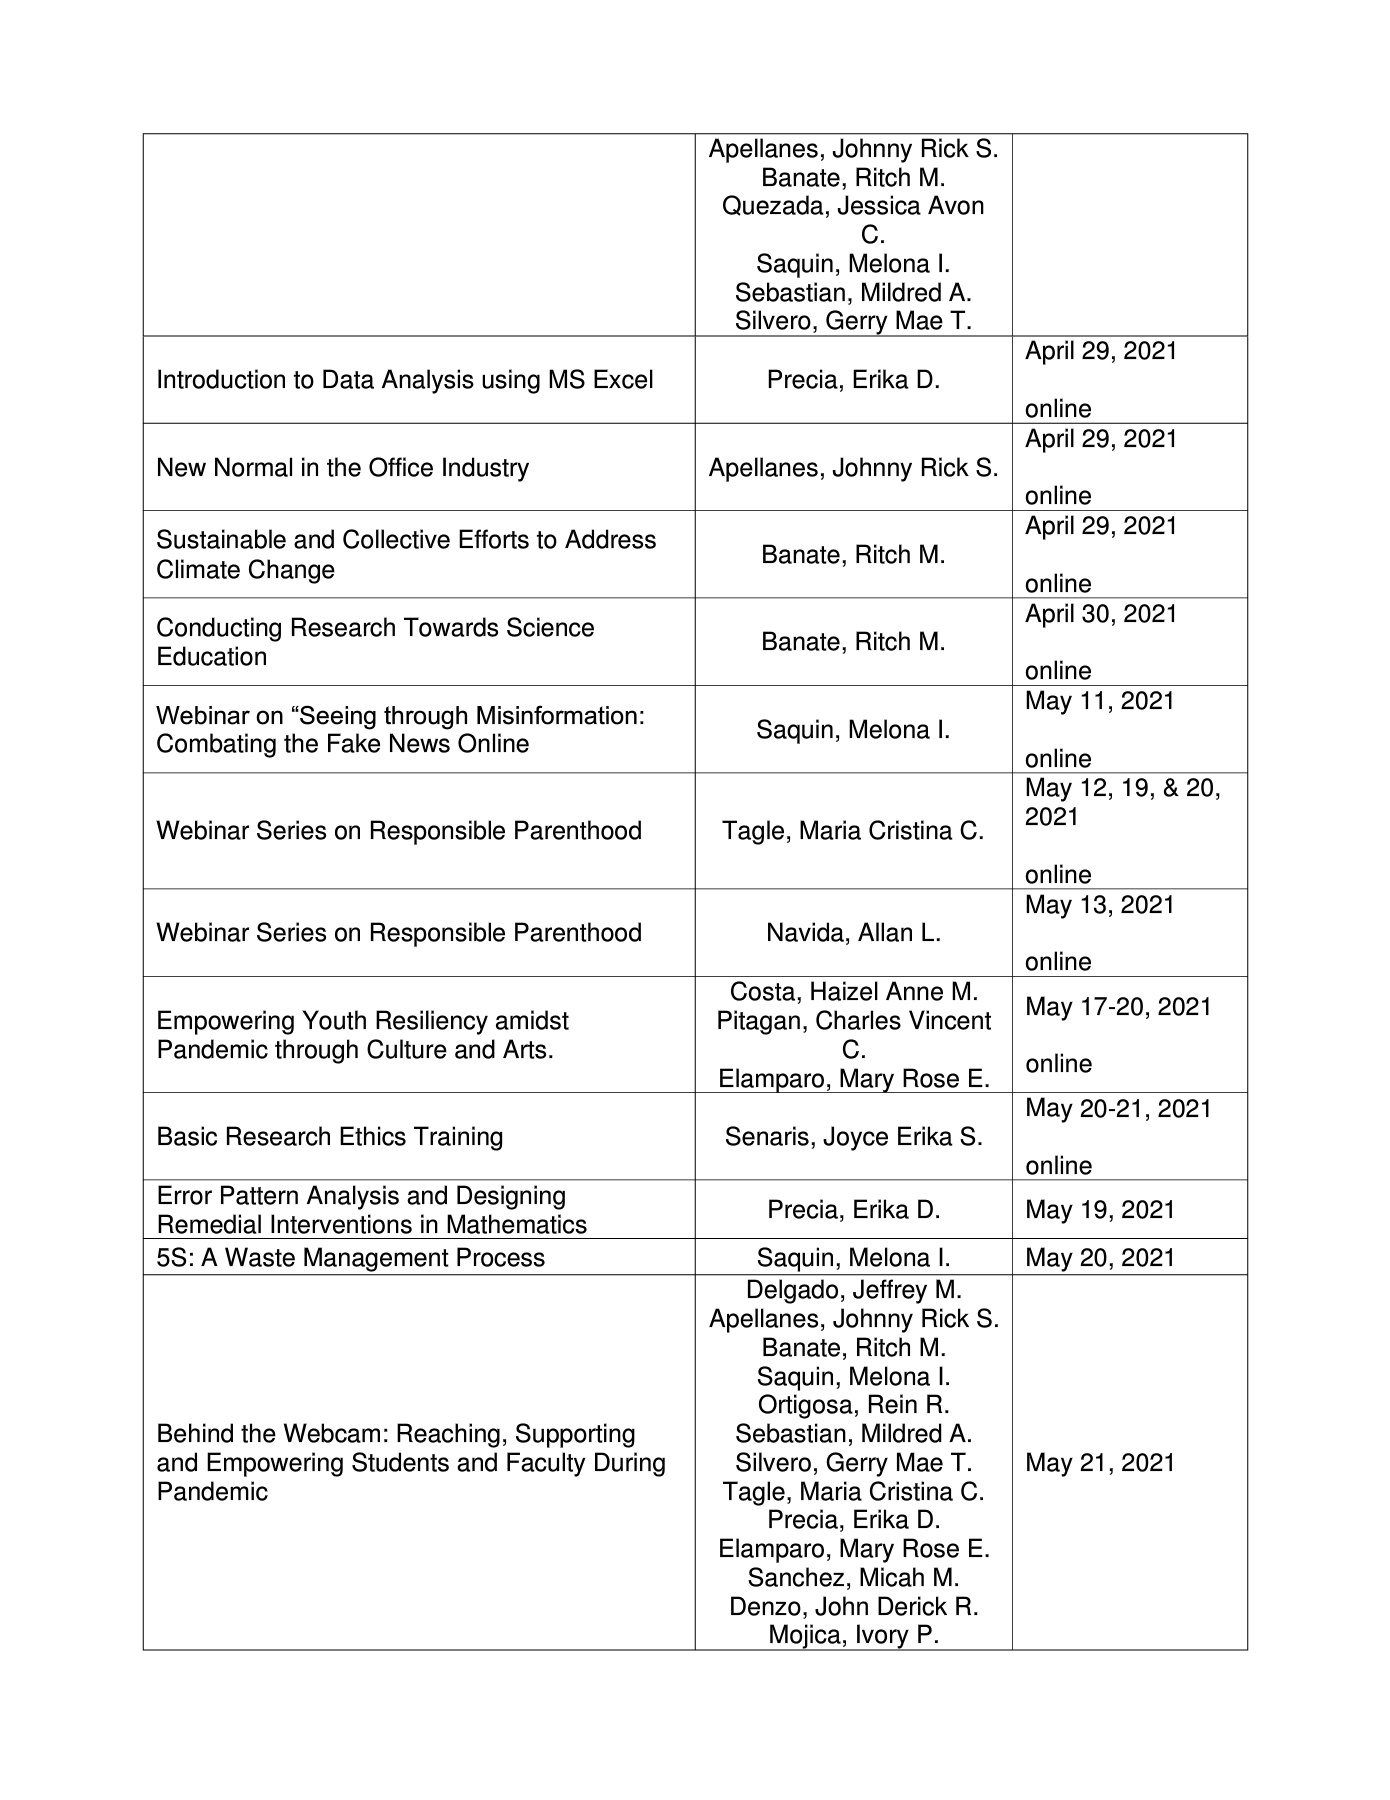 Apellanes, Johnny Rick S.
Banate, Ritch M.
Quezada, Jessica Avon
C.
Saquin, Melona I.
Sebastian, Mildred A.
Silvero, Gerry Mae T.
Introduction to Data Analysis using MS Excel
Precia, Erika D.
April 29, 2021
online
New Normal in the Office Industry
Apellanes, Johnny Rick S.
April 29, 2021
online
Sustainable and Collective Efforts to Address
Climate Change
Banate, Ritch M.
April 29, 2021
online
Conducting Research Towards Science
Education
Banate, Ritch M.
April 30, 2021
online
Webinar on “Seeing through Misinformation:
Combating the Fake News Online
Saquin, Melona I.
May 11, 2021
online
Webinar Series on Responsible Parenthood
Tagle, Maria Cristina C.
May 12, 19, & 20,
2021
online
Webinar Series on Responsible Parenthood
Navida, Allan L.
May 13, 2021
online
Empowering Youth Resiliency amidst
Pandemic through Culture and Arts.
Costa, Haizel Anne M.
Pitagan, Charles Vincent
C.
Elamparo, Mary Rose E.
May 17-20, 2021
online
Basic Research Ethics Training
Senaris, Joyce Erika S.
May 20-21, 2021
online
Error Pattern Analysis and Designing
Remedial Interventions in Mathematics
Precia, Erika D.
May 19, 2021
5S: A Waste Management Process
Saquin, Melona I.
May 20, 2021
Behind the Webcam: Reaching, Supporting
and Empowering Students and Faculty During
Pandemic
Delgado, Jeffrey M.
Apellanes, Johnny Rick S.
Banate, Ritch M.
Saquin, Melona I.
Ortigosa, Rein R.
Sebastian, Mildred A.
Silvero, Gerry Mae T.
Tagle, Maria Cristina C.
Precia, Erika D.
Elamparo, Mary Rose E.
Sanchez, Micah M.
Denzo, John Derick R.
Mojica, Ivory P.
May 21, 2021